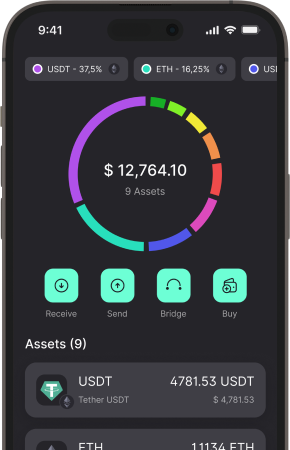 9:41
USDT - 37,5%
ETH - 16,25%
$ 12,764.10
9 Assets
Receive
Send
Bridge
Buy
Assets (9)
USDT
4781.53 USDT
Tether USDT
$ 4,781.53
ETH
1.1134 ETH